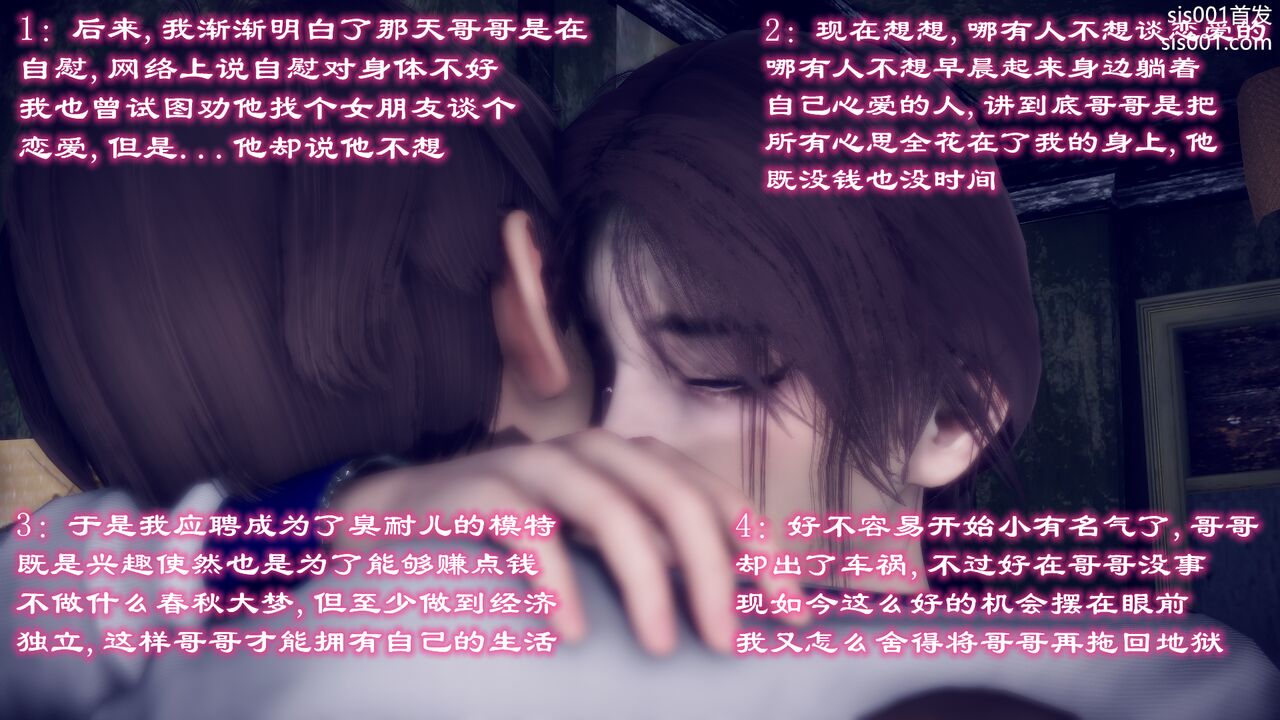 sis001首发
sis001.com
1: 后来,我渐渐明白了那天哥哥是在
自慰,网络上说自慰对身体不好
我也曾试图劝他找个女朋友谈个
恋爱,但是...他却说他不想
2: 现在想想,哪有人不想谈恋爱的
哪有人不想早晨起来身边躺着
自己心爱的人,讲到底哥哥是把
所有心思全花在了我的身上,他
既没钱也没时间
3: 于是我应聘成为了臭耐儿的模特
既是兴趣使然也是为了能够赚点钱
不做什么春秋大梦,但至少做到经济
独立,这样哥哥才能拥有自己的生活
4: 好不容易开始小有名气了,哥哥
却出了车祸,不过好在哥哥没事
现如今这么好的机会摆在眼前
我又怎么舍得将哥哥再拖回地狱